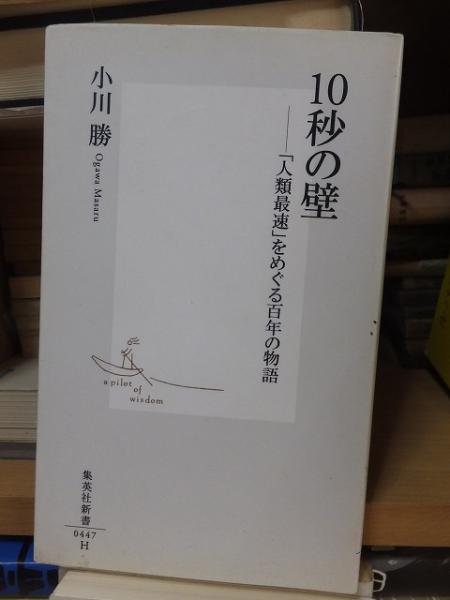 10秒の壁
──「人類最速」をめぐる百年の物語
小川 勝
Ogawa Masaru
a pilot of wisdom
集英社新書
0447
H